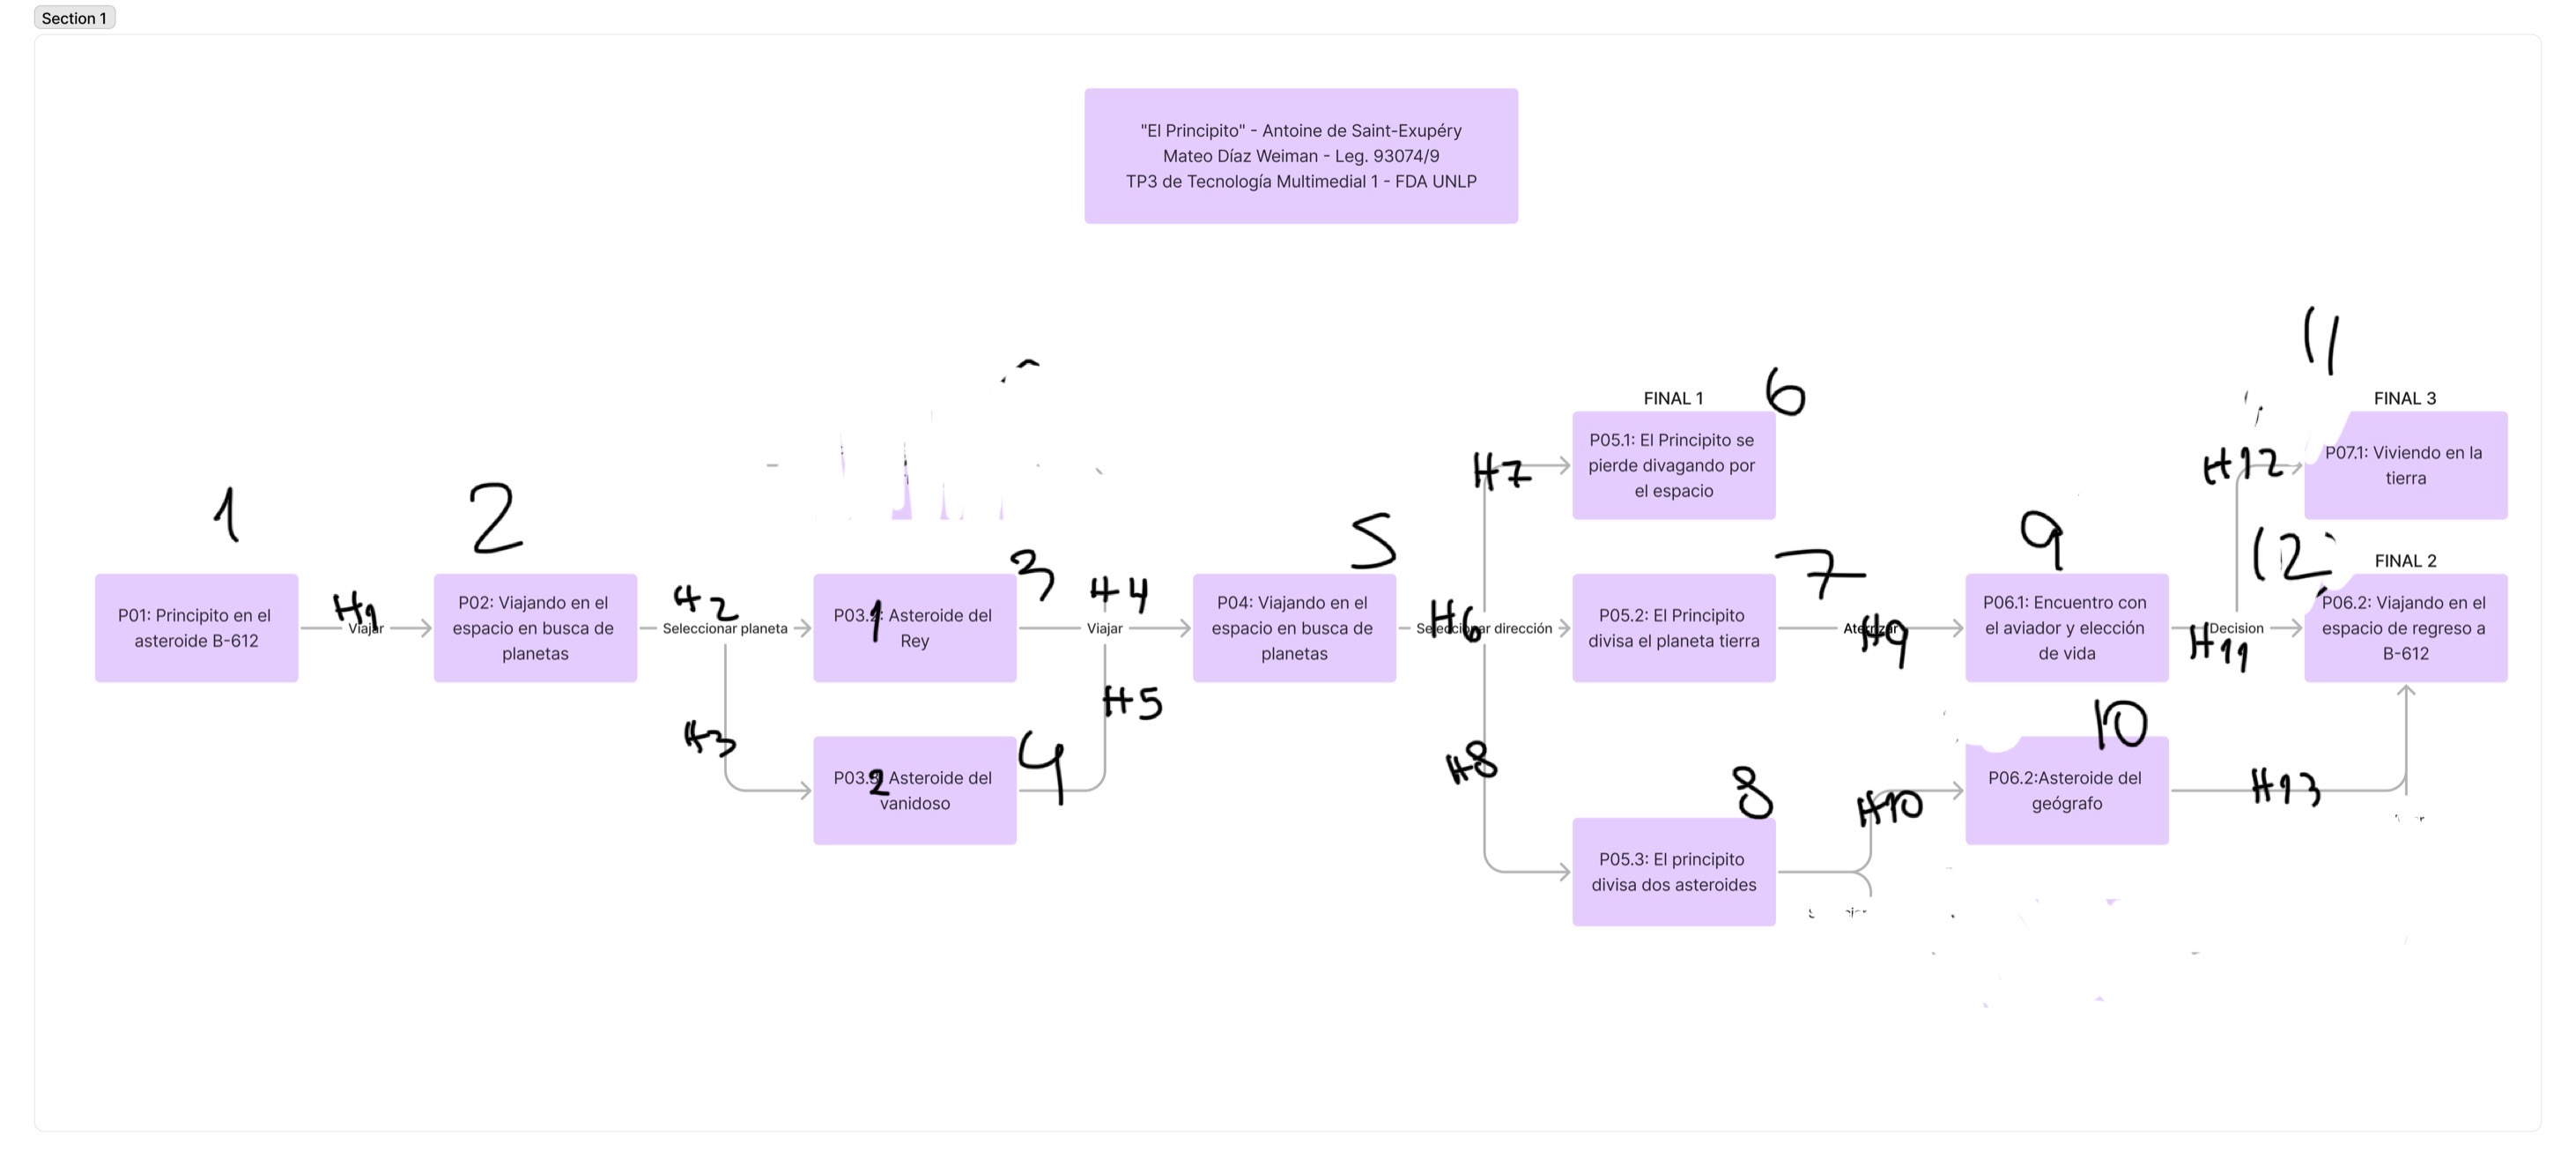 Section 1
"El Principito" - Antoine de Saint-Exupéry
Mateo Díaz Weiman - Leg. 93074/9
TP3 de Tecnología Multimedial 1 - FDA UNLP
1
P01: Principito en el
asteroide B-612
H1
Viajar
2
P02: Viajando en el
espacio en busca de
planetas
H2
Seleccionar planeta
H3
3
P03.1: Asteroide del
Rey
4
P03.2 Asteroide del
vanidoso
H4
Viajar
H5
5
P04: Viajando en el
espacio en busca de
planetas
H6
Seleccionar dirección
H7
H8
FINAL 1
6
P05.1: El Principito se
pierde divagando por
el espacio
7
P05.2: El Principito
divisa el planeta tierra
8
P05.3: El principito
divisa dos asteroides
Aterrizar
H9
H10
9
P06.1: Encuentro con
el aviador y elección
de vida
10
P06.2:Asteroide del
geógrafo
H12
Decision
H11
H13
11
FINAL 3
P07.1: Viviendo en la
tierra
12
FINAL 2
P06.2: Viajando en el
espacio de regreso a
B-612